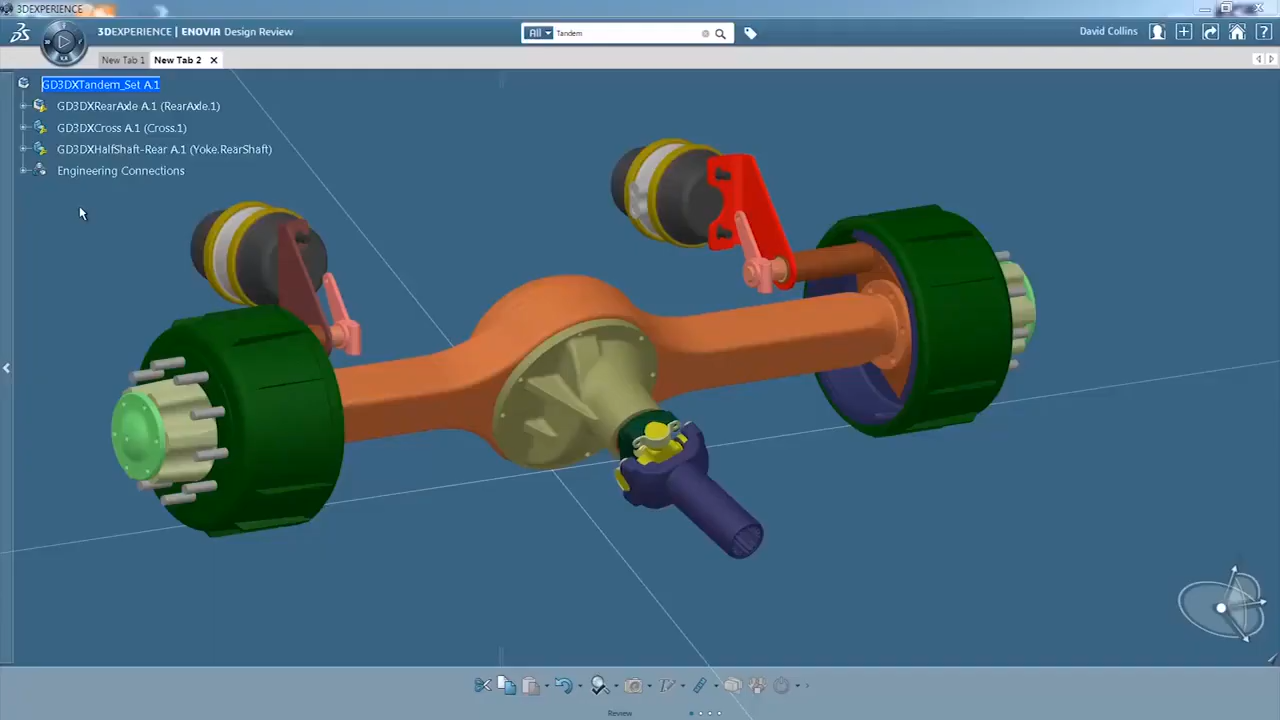 3DEXPERIENCE
3DEXPERIENCE | ENOVIA Design Review
All Tandem
David Collins
New Tab 1 New Tab 2
GD3DXTandem_Set A.1
GD3DXRearAxle A.1 (RearAxle.1)
GD3DXCross A.1 (Cross.1)
GD3DXHalfShaft-Rear A.1 (Yoke.RearShaft)
Engineering Connections
Review